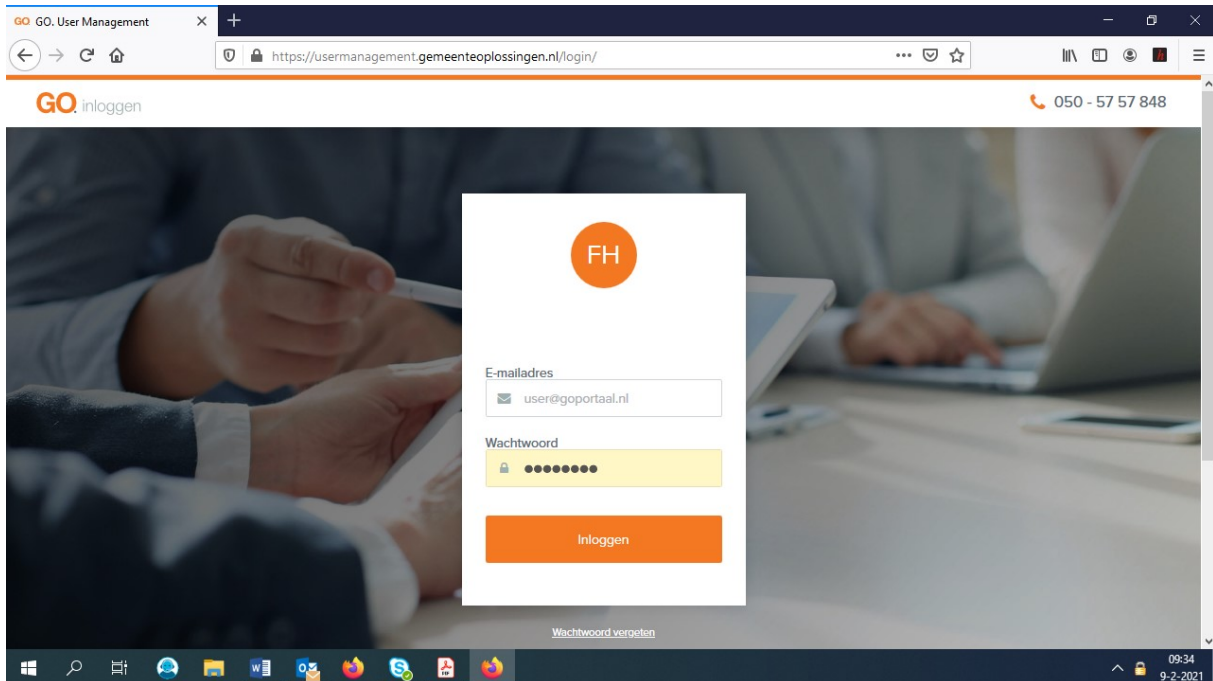 GO GO. User Management
https://usermanagement.gemeenteoplossingen.nl/login/
GO. inloggen
050 - 57 57 848
FH
E-mailadres
user@goportaal.nl
Wachtwoord
Inloggen
Wachtwoord vergeten
09:34
9-2-2021